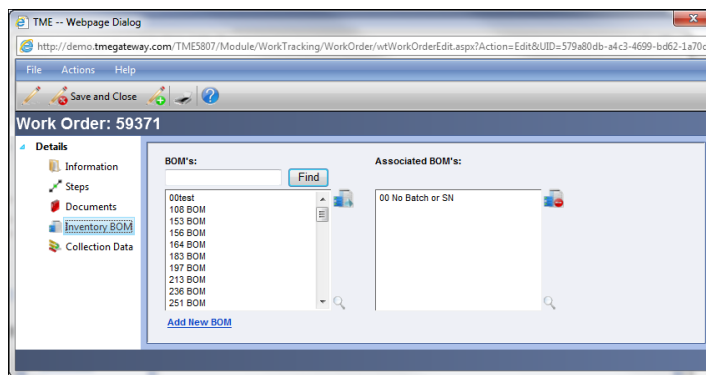 TME -- Webpage Dialog
http://demo.tmegateway.com/TME5807/Module/WorkTracking/WorkOrder/wtWorkOrderEdit.aspx?Action=Edit&UID=579a80db-a4c3-4699-bd62-1a70c
File Actions Help
Save and Close
Work Order: 59371
Details
Information
Steps
Documents
Inventory BOM
Collection Data
BOM's:
Find
00test
108 BOM
153 BOM
156 BOM
164 BOM
183 BOM
197 BOM
213 BOM
236 BOM
251 BOM
Add New BOM
Associated BOM's:
00 No Batch or SN